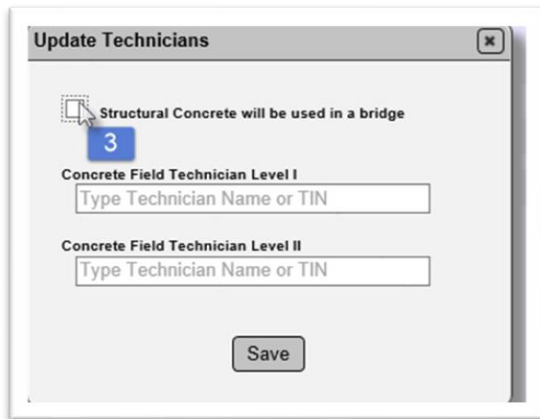 Update Technicians
Structural Concrete will be used in a bridge
3
Concrete Field Technician Level I
Type Technician Name or TIN
Concrete Field Technician Level II
Type Technician Name or TIN
Save